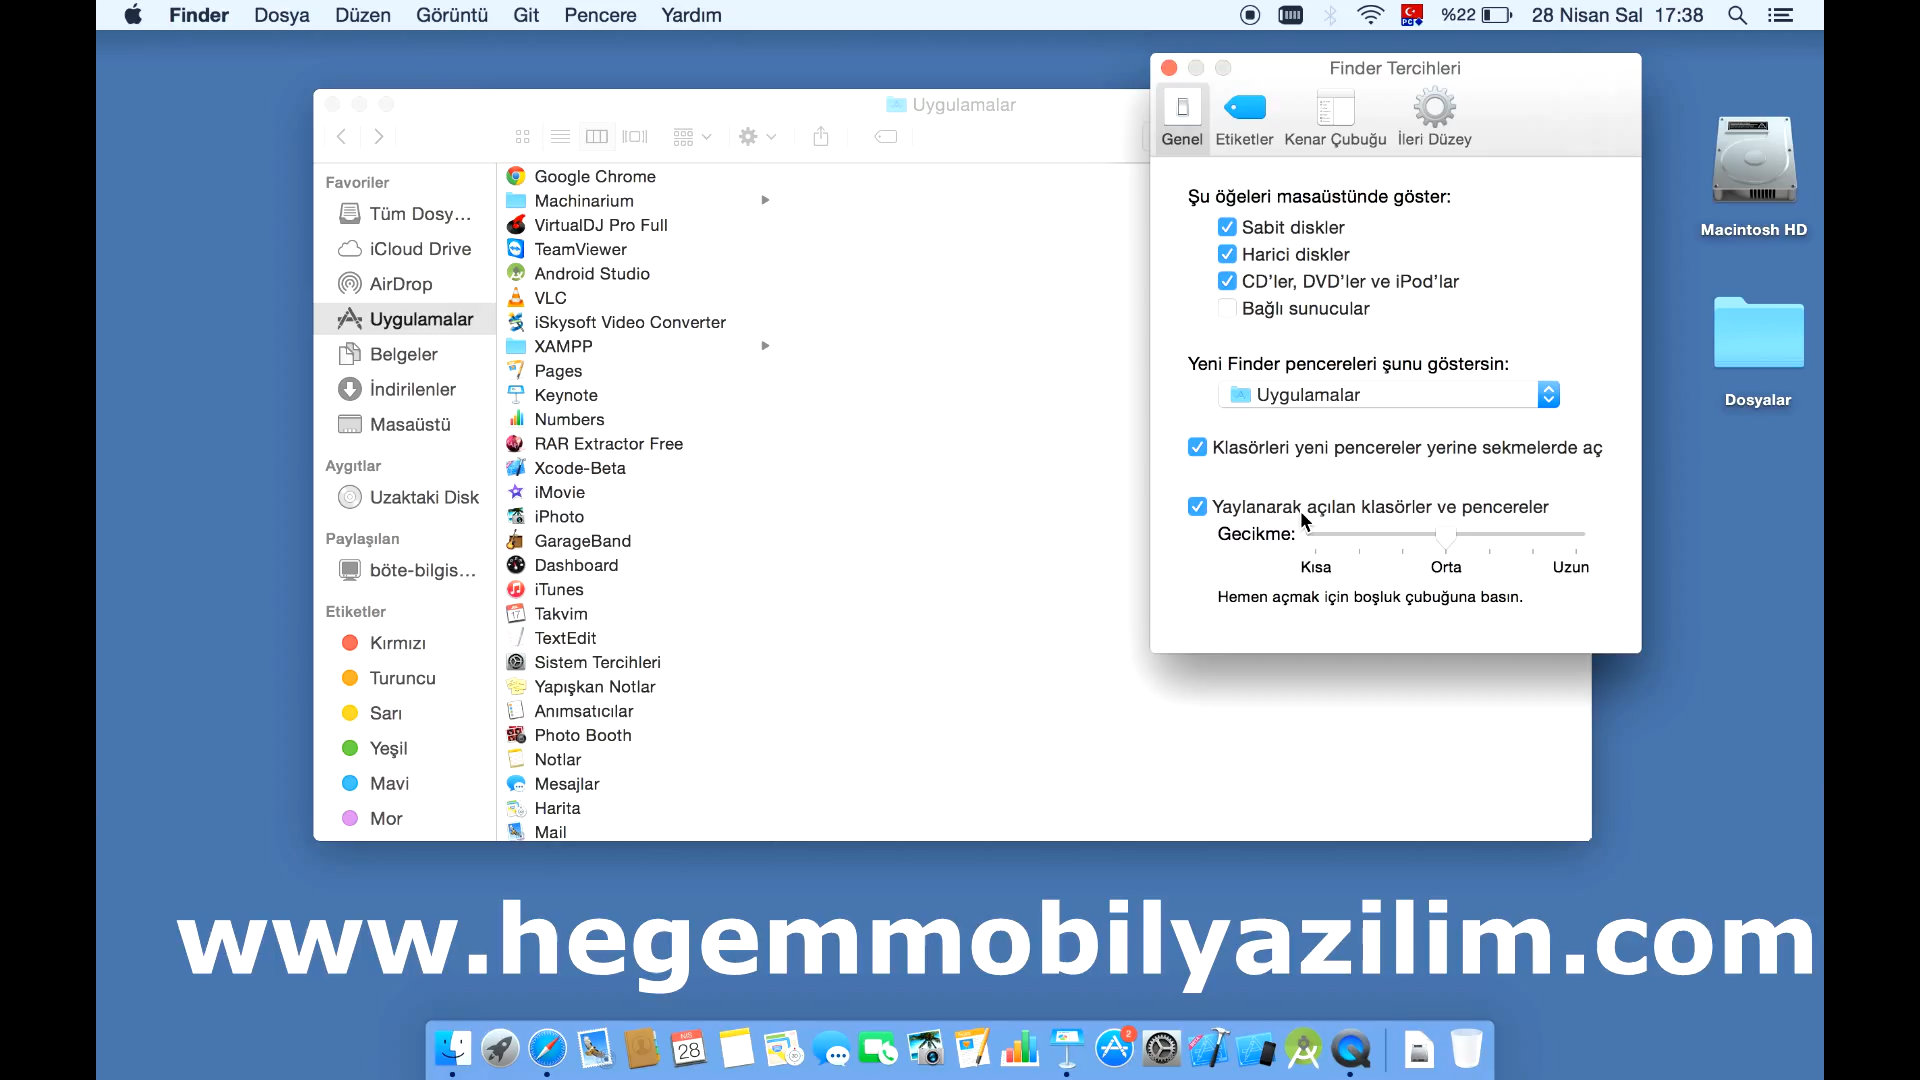 Finder Dosya Düzen Görüntü Git Pencere Yardım %22 28 Nisan Sal 17:38
Finder Tercihleri
Genel Etiketler Kenar Çubuğu İleri Düzey
Şu öğeleri masaüstünde göster:
Sabit diskler
Harici diskler
CD'ler, DVD'ler ve iPod'lar
Bağlı sunucular
Yeni Finder pencereleri şunu göstersin:
Uygulamalar
Klasörleri yeni pencereler yerine sekmelerde aç
Yaylanarak açılan klasörler ve pencereler
Gecikme:
Kısa Orta Uzun
Hemen açmak için boşluk çubuğuna basın.
Uygulamalar
Favoriler
Tüm Dosy...
iCloud Drive
AirDrop
Uygulamalar
Belgeler
İndirilenler
Masaüstü
Aygıtlar
Uzaktaki Disk
Paylaşılan
böte-bilgis...
Etiketler
Kırmızı
Turuncu
Sarı
Yeşil
Mavi
Mor
Google Chrome
Machinarium
VirtualDJ Pro Full
TeamViewer
Android Studio
VLC
iSkysoft Video Converter
XAMPP
Pages
Keynote
Numbers
RAR Extractor Free
Xcode-Beta
iMovie
iPhoto
GarageBand
Dashboard
iTunes
Takvim
TextEdit
Sistem Tercihleri
Yapışkan Notlar
Anımsatıcılar
Photo Booth
Notlar
Mesajlar
Harita
Mail
Macintosh HD
Dosyalar
www.hegemmobilyazilim.com
NİS
28
2